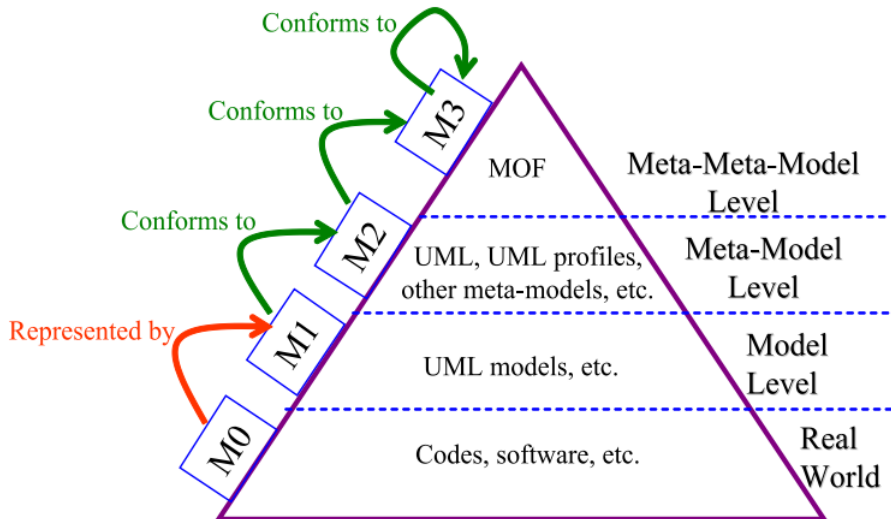 Conforms to
M3
Conforms to
MOF
Meta-Meta-Model
Level
Conforms to
M2
UML, UML profiles,
other meta-models, etc.
Meta-Model
Level
Represented by
M1
UML models, etc.
Model
Level
M0
Codes, software, etc.
Real
World